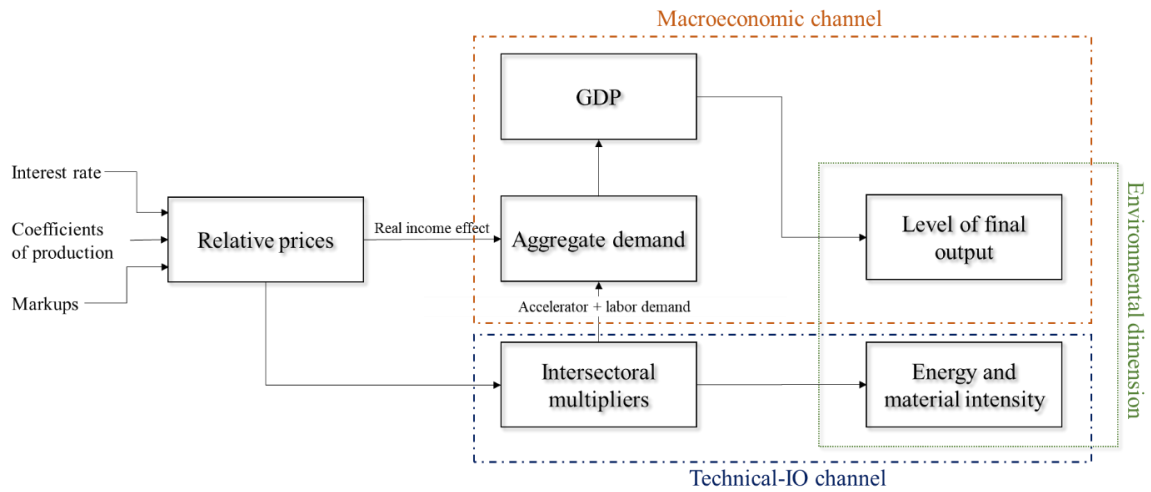 Macroeconomic channel
GDP
Interest rate
Coefficients
of production
Markups
Relative prices
Real income effect
Aggregate demand
Level of final
output
Accelerator + labor demand
Intersectoral
multipliers
Energy and
material intensity
Environmental dimension
Technical-IO channel